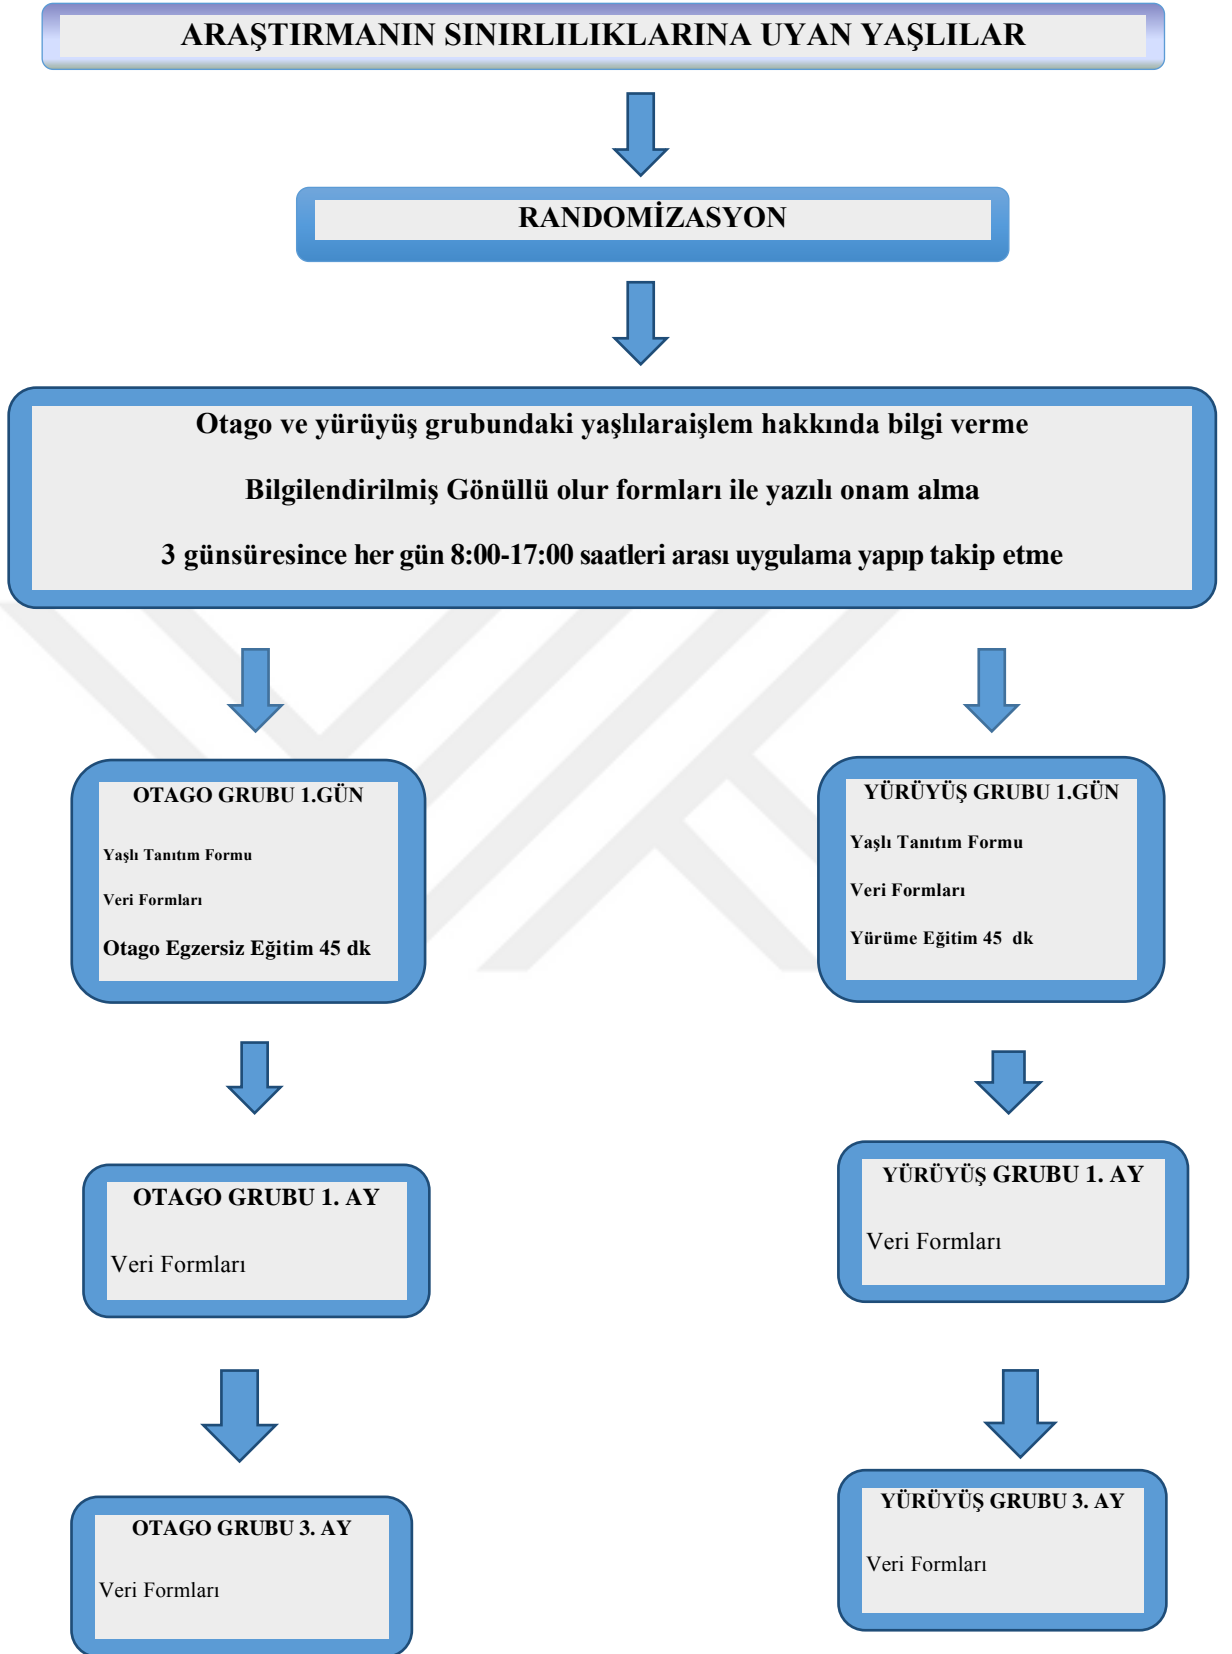 ARAŞTIRMANIN SINIRLILIKLARINA UYAN YAŞLILAR
RANDOMİZASYON
Otago ve yürüyüş grubundaki yaşlılaraişlem hakkında bilgi verme
Bilgilendirilmiş Gönüllü olur formları ile yazılı onam alma
3 günsüresince her gün 8:00-17:00 saatleri arası uygulama yapıp takip etme
OTAGO GRUBU 1.GÜN
Yaşlı Tanıtım Formu
Veri Formları
Otago Egzersiz Eğitim 45 dk
YÜRÜYÜŞ GRUBU 1.GÜN
Yaşlı Tanıtım Formu
Veri Formları
Yürüme Eğitim 45 dk
OTAGO GRUBU 1. AY
Veri Formları
YÜRÜYÜŞ GRUBU 1. AY
Veri Formları
OTAGO GRUBU 3. AY
Veri Formları
YÜRÜYÜŞ GRUBU 3. AY
Veri Formları